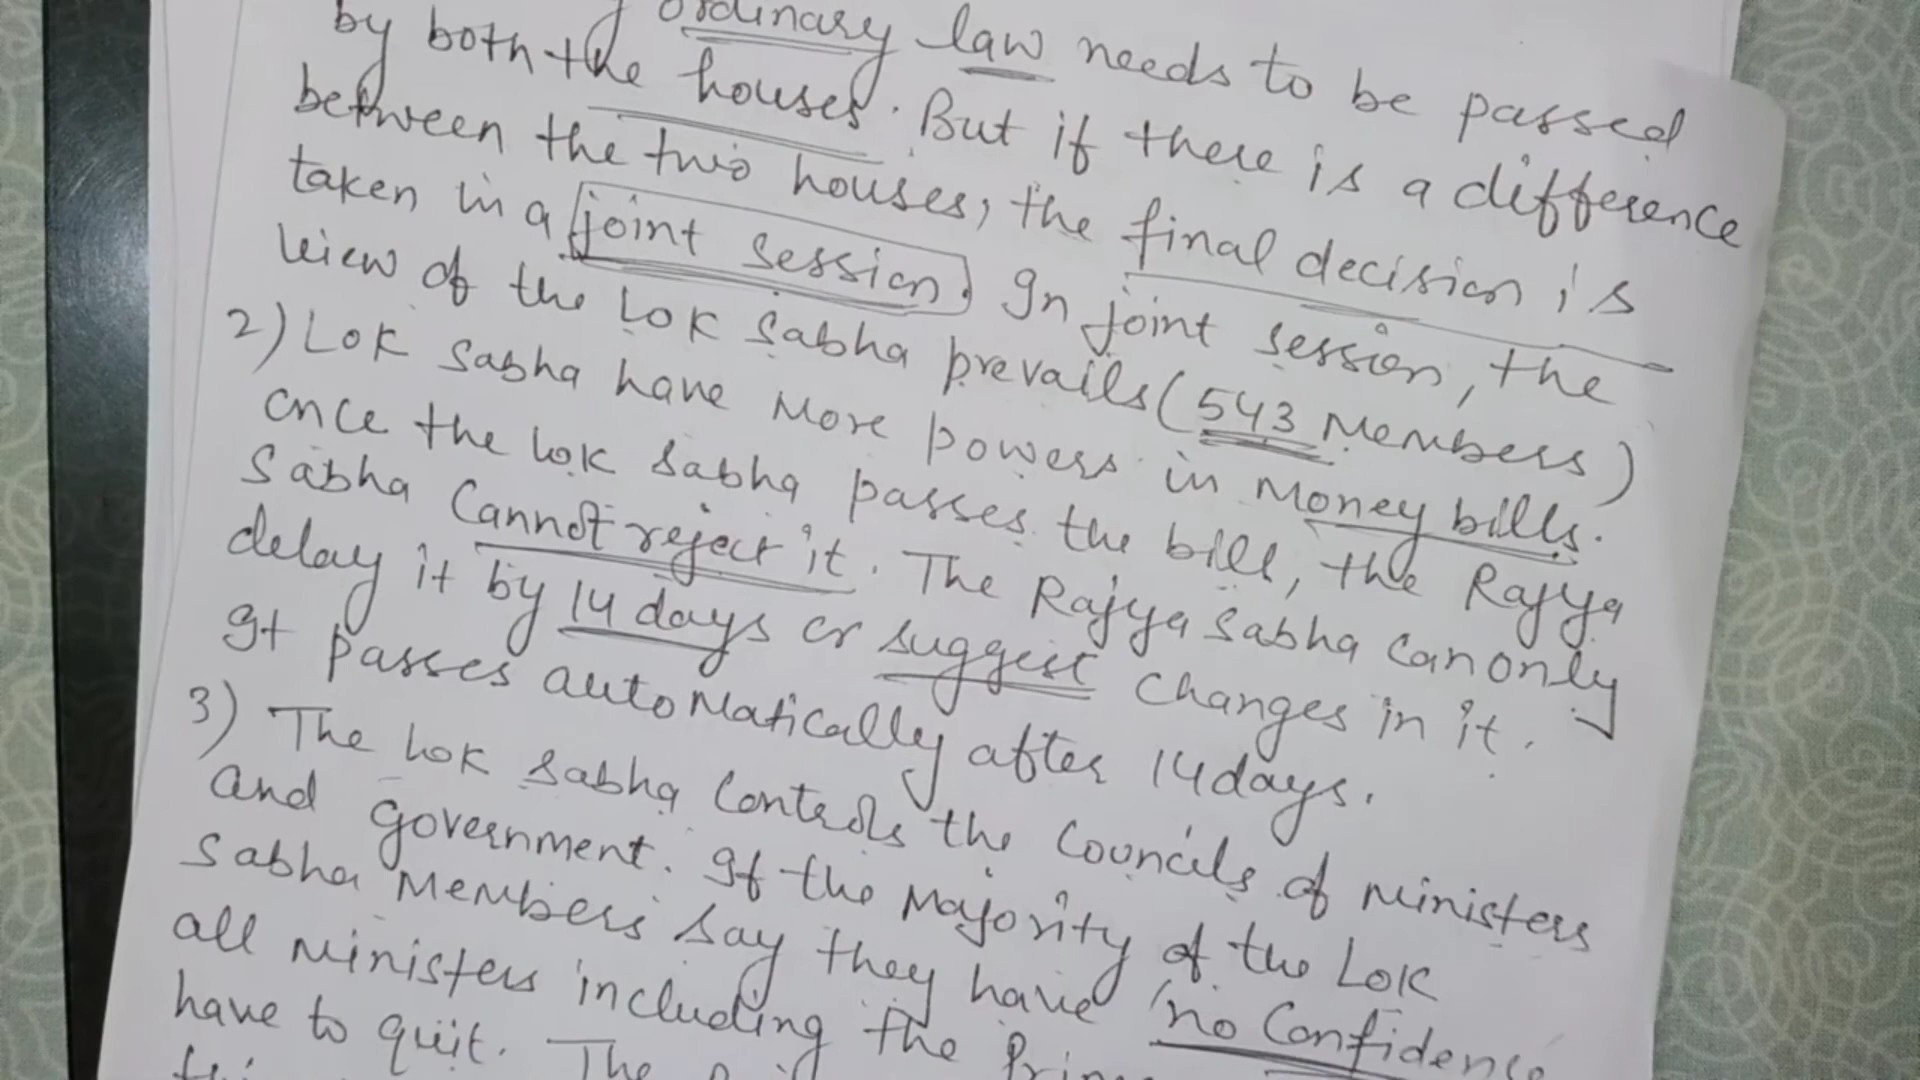 ordinary law needs to be passed
by both the houses. But if there is a difference
between the two houses, the final decision is
taken in a joint session. In joint session, the
view of the Lok Sabha prevails (543 Members)
2) Lok Sabha have More powers in Money bills.
once the Lok Sabha passes the bill, the Rajya
Sabha Cannot reject it. The Rajya Sabha can only
delay it by 14 days or suggest changes in it.
It passes automatically after 14 days.
3) The Lok Sabha Controls the Councils of Ministers
and government. If the Majority of the Lok
Sabha Members say they have 'no Confidence
all Ministers including the
have to quit. The